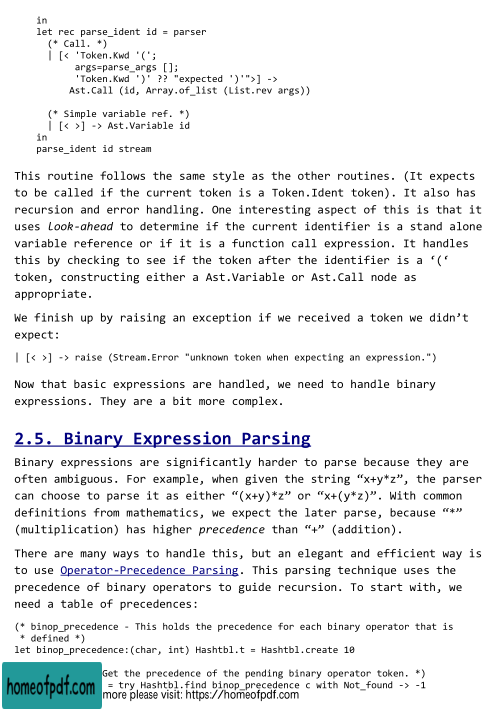 in
let rec parse_ident id = parser
(* Call. *)
| [< 'Token.Kwd '(';
args=parse_args [];
'Token.Kwd ')' ?? "expected ')'">] ->
Ast.Call (id, Array.of_list (List.rev args))
(* Simple variable ref. *)
| [< >] -> Ast.Variable id
in
parse_ident id stream
This routine follows the same style as the other routines. (It expects
to be called if the current token is a Token.Ident token). It also has
recursion and error handling. One interesting aspect of this is that it
uses look-ahead to determine if the current identifier is a stand alone
variable reference or if it is a function call expression. It handles
this by checking to see if the token after the identifier is a ‘(‘
token, constructing either a Ast.Variable or Ast.Call node as
appropriate.
We finish up by raising an exception if we received a token we didn’t
expect:
| [< >] -> raise (Stream.Error "unknown token when expecting an expression.")
Now that basic expressions are handled, we need to handle binary
expressions. They are a bit more complex.
2.5. Binary Expression Parsing
Binary expressions are significantly harder to parse because they are
often ambiguous. For example, when given the string “x+y*z”, the parser
can choose to parse it as either “(x+y)*z” or “x+(y*z)”. With common
definitions from mathematics, we expect the later parse, because “*”
(multiplication) has higher precedence than “+” (addition).
There are many ways to handle this, but an elegant and efficient way is
to use Operator-Precedence Parsing. This parsing technique uses the
precedence of binary operators to guide recursion. To start with, we
need a table of precedences:
(* binop_precedence - This holds the precedence for each binary operator that is
* defined *)
let binop_precedence:(char, int) Hashtbl.t = Hashtbl.create 10
Get the precedence of the pending binary operator token. *)
= try Hashtbl.find binop_precedence c with Not_found -> -1
homeofpdf.com
more please visit: https://homeofpdf.com